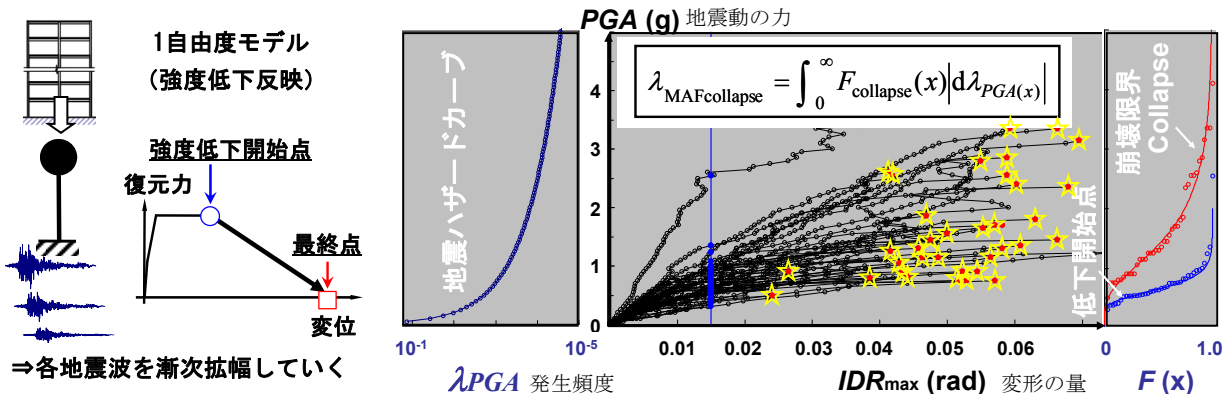 1自由度モデル
(強度低下反映)
強度低下開始点
復元力
最終点
変位
⇒各地震波を漸次拡幅していく
地震ハザードカーブ
10-1
10-5
λPGA 発生頻度
PGA (g) 地震動の力
λMAFcollapse = ∫0∞ Fcollapse(x)|dλPGA(x)|
4
3
2
1
0
0.01 0.02 0.03 0.04 0.05 0.06
IDRmax (rad) 変形の量
低下開始点
崩壊限界
Collapse
0 1.0
F (x)